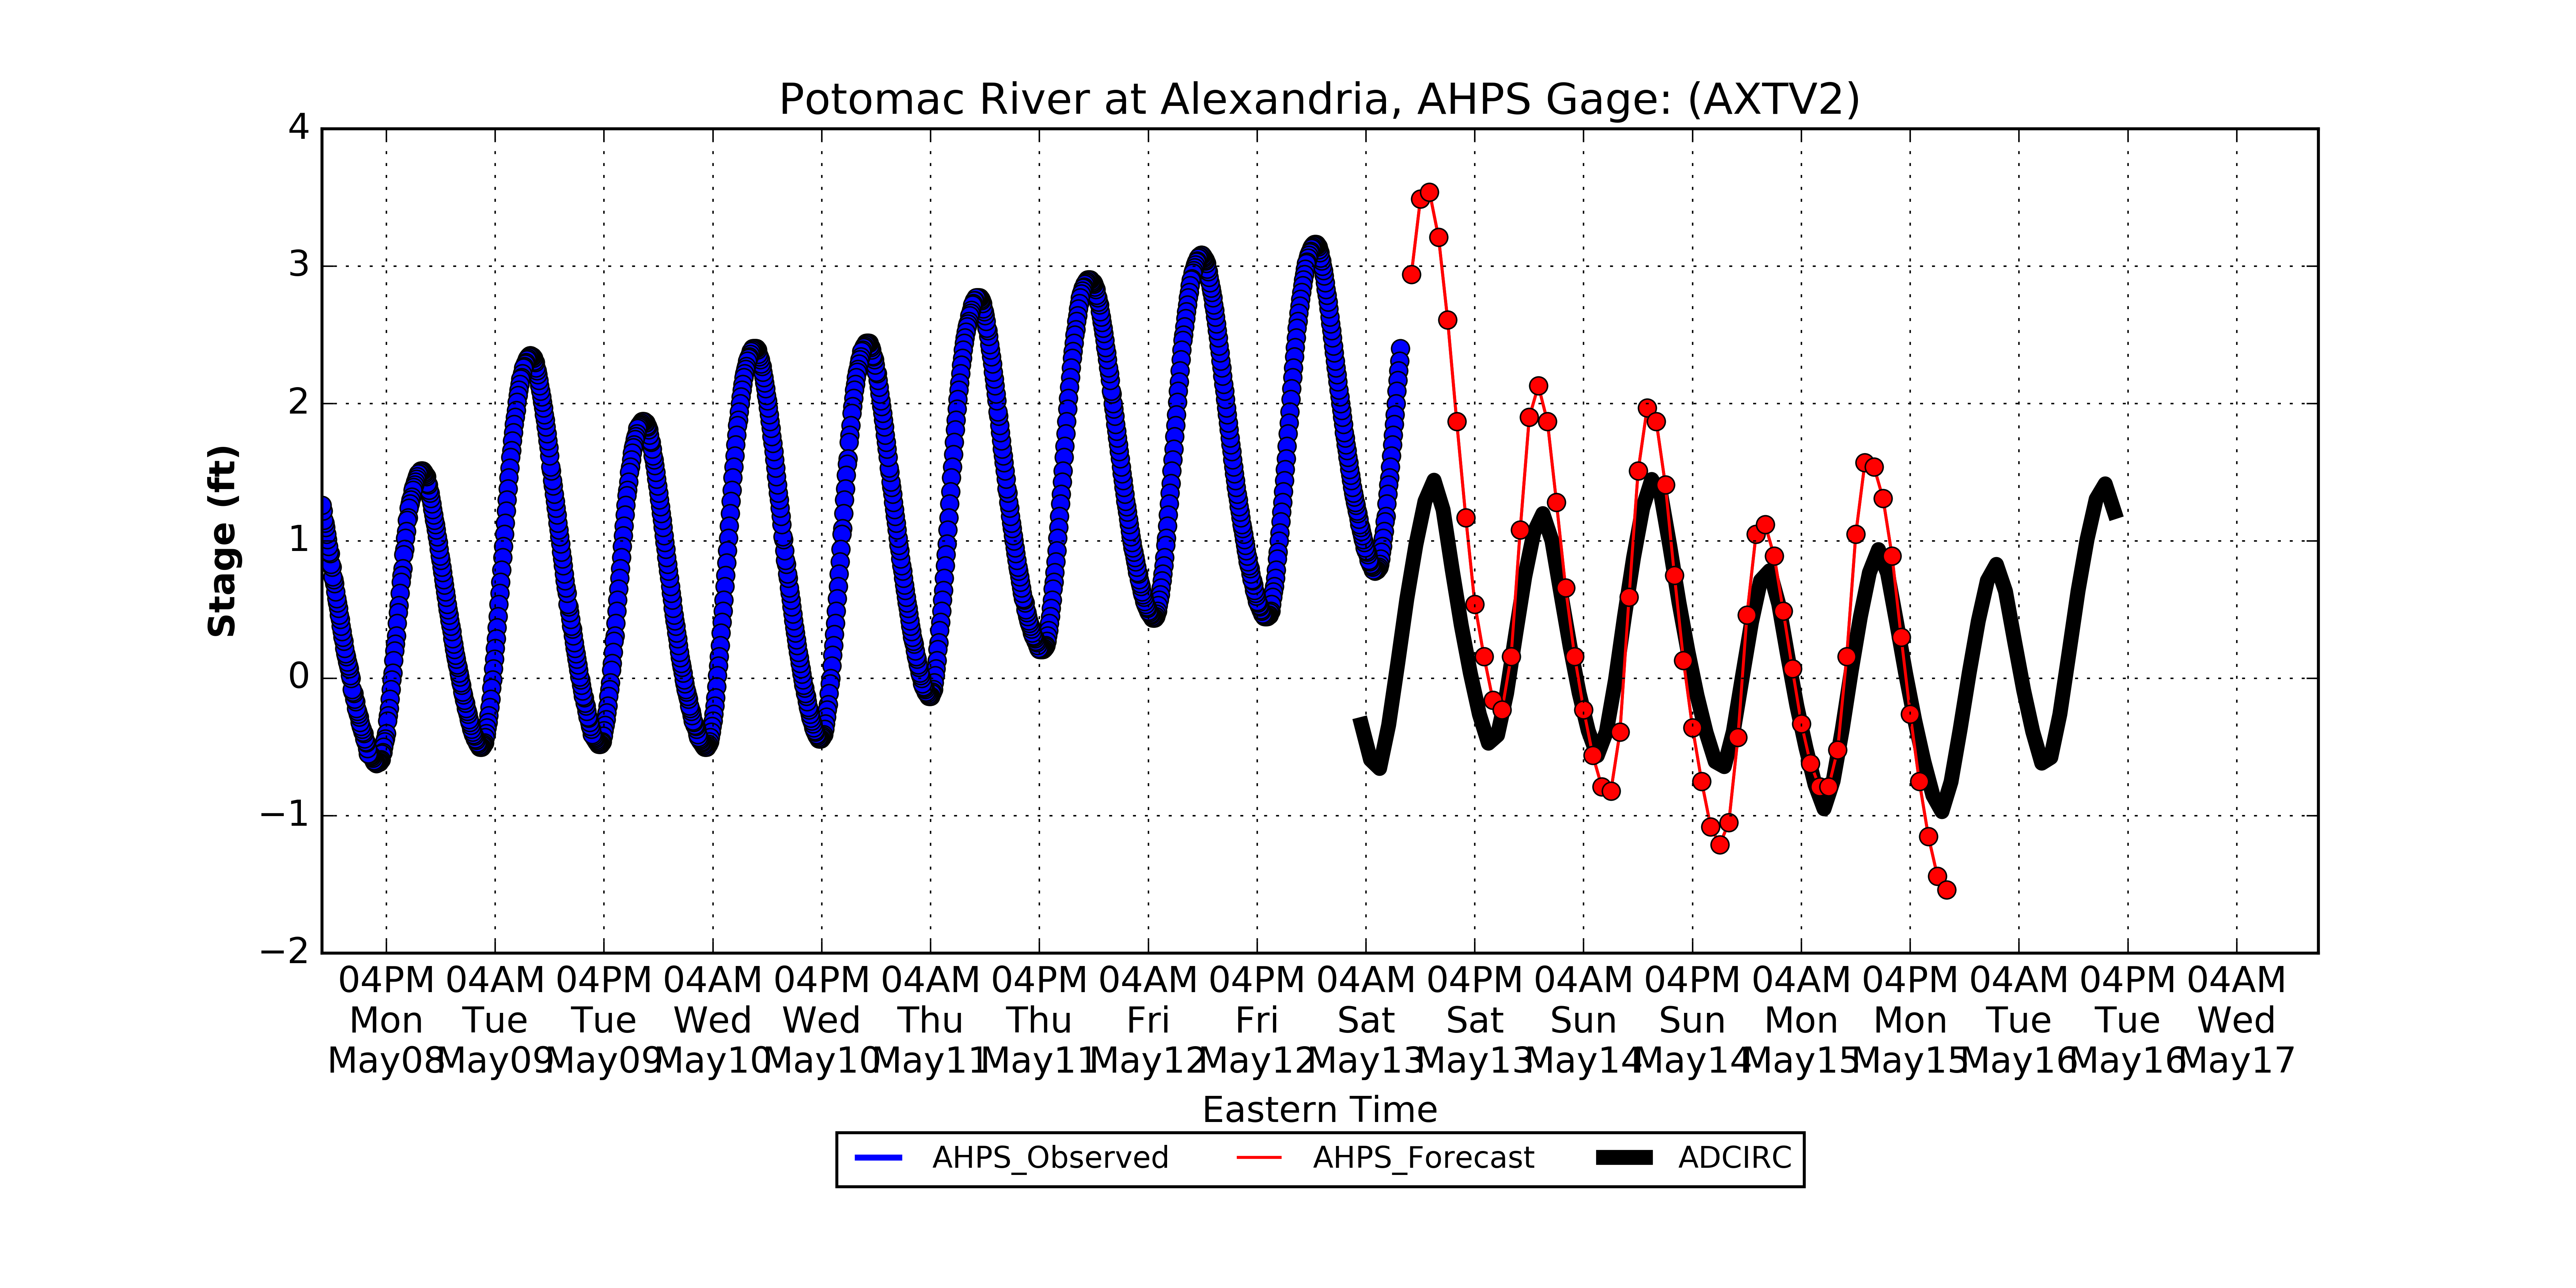 Potomac River at Alexandria, AHPS Gage: (AXTV2)
4
3
2
1
0
−1
−2
Stage (ft)
04PM 04AM 04PM 04AM 04PM 04AM 04PM 04AM 04PM 04AM 04PM 04AM 04PM 04AM 04PM 04AM 04PM 04AM
Mon Tue Tue Wed Wed Thu Thu Fri Fri Sat Sat Sun Sun Mon Mon Tue Tue Wed
May08 May09 May09 May10 May10 May11 May11 May12 May12 May13 May13 May14 May14 May15 May15 May16 May16 May17
Eastern Time
AHPS_Observed AHPS_Forecast ADCIRC